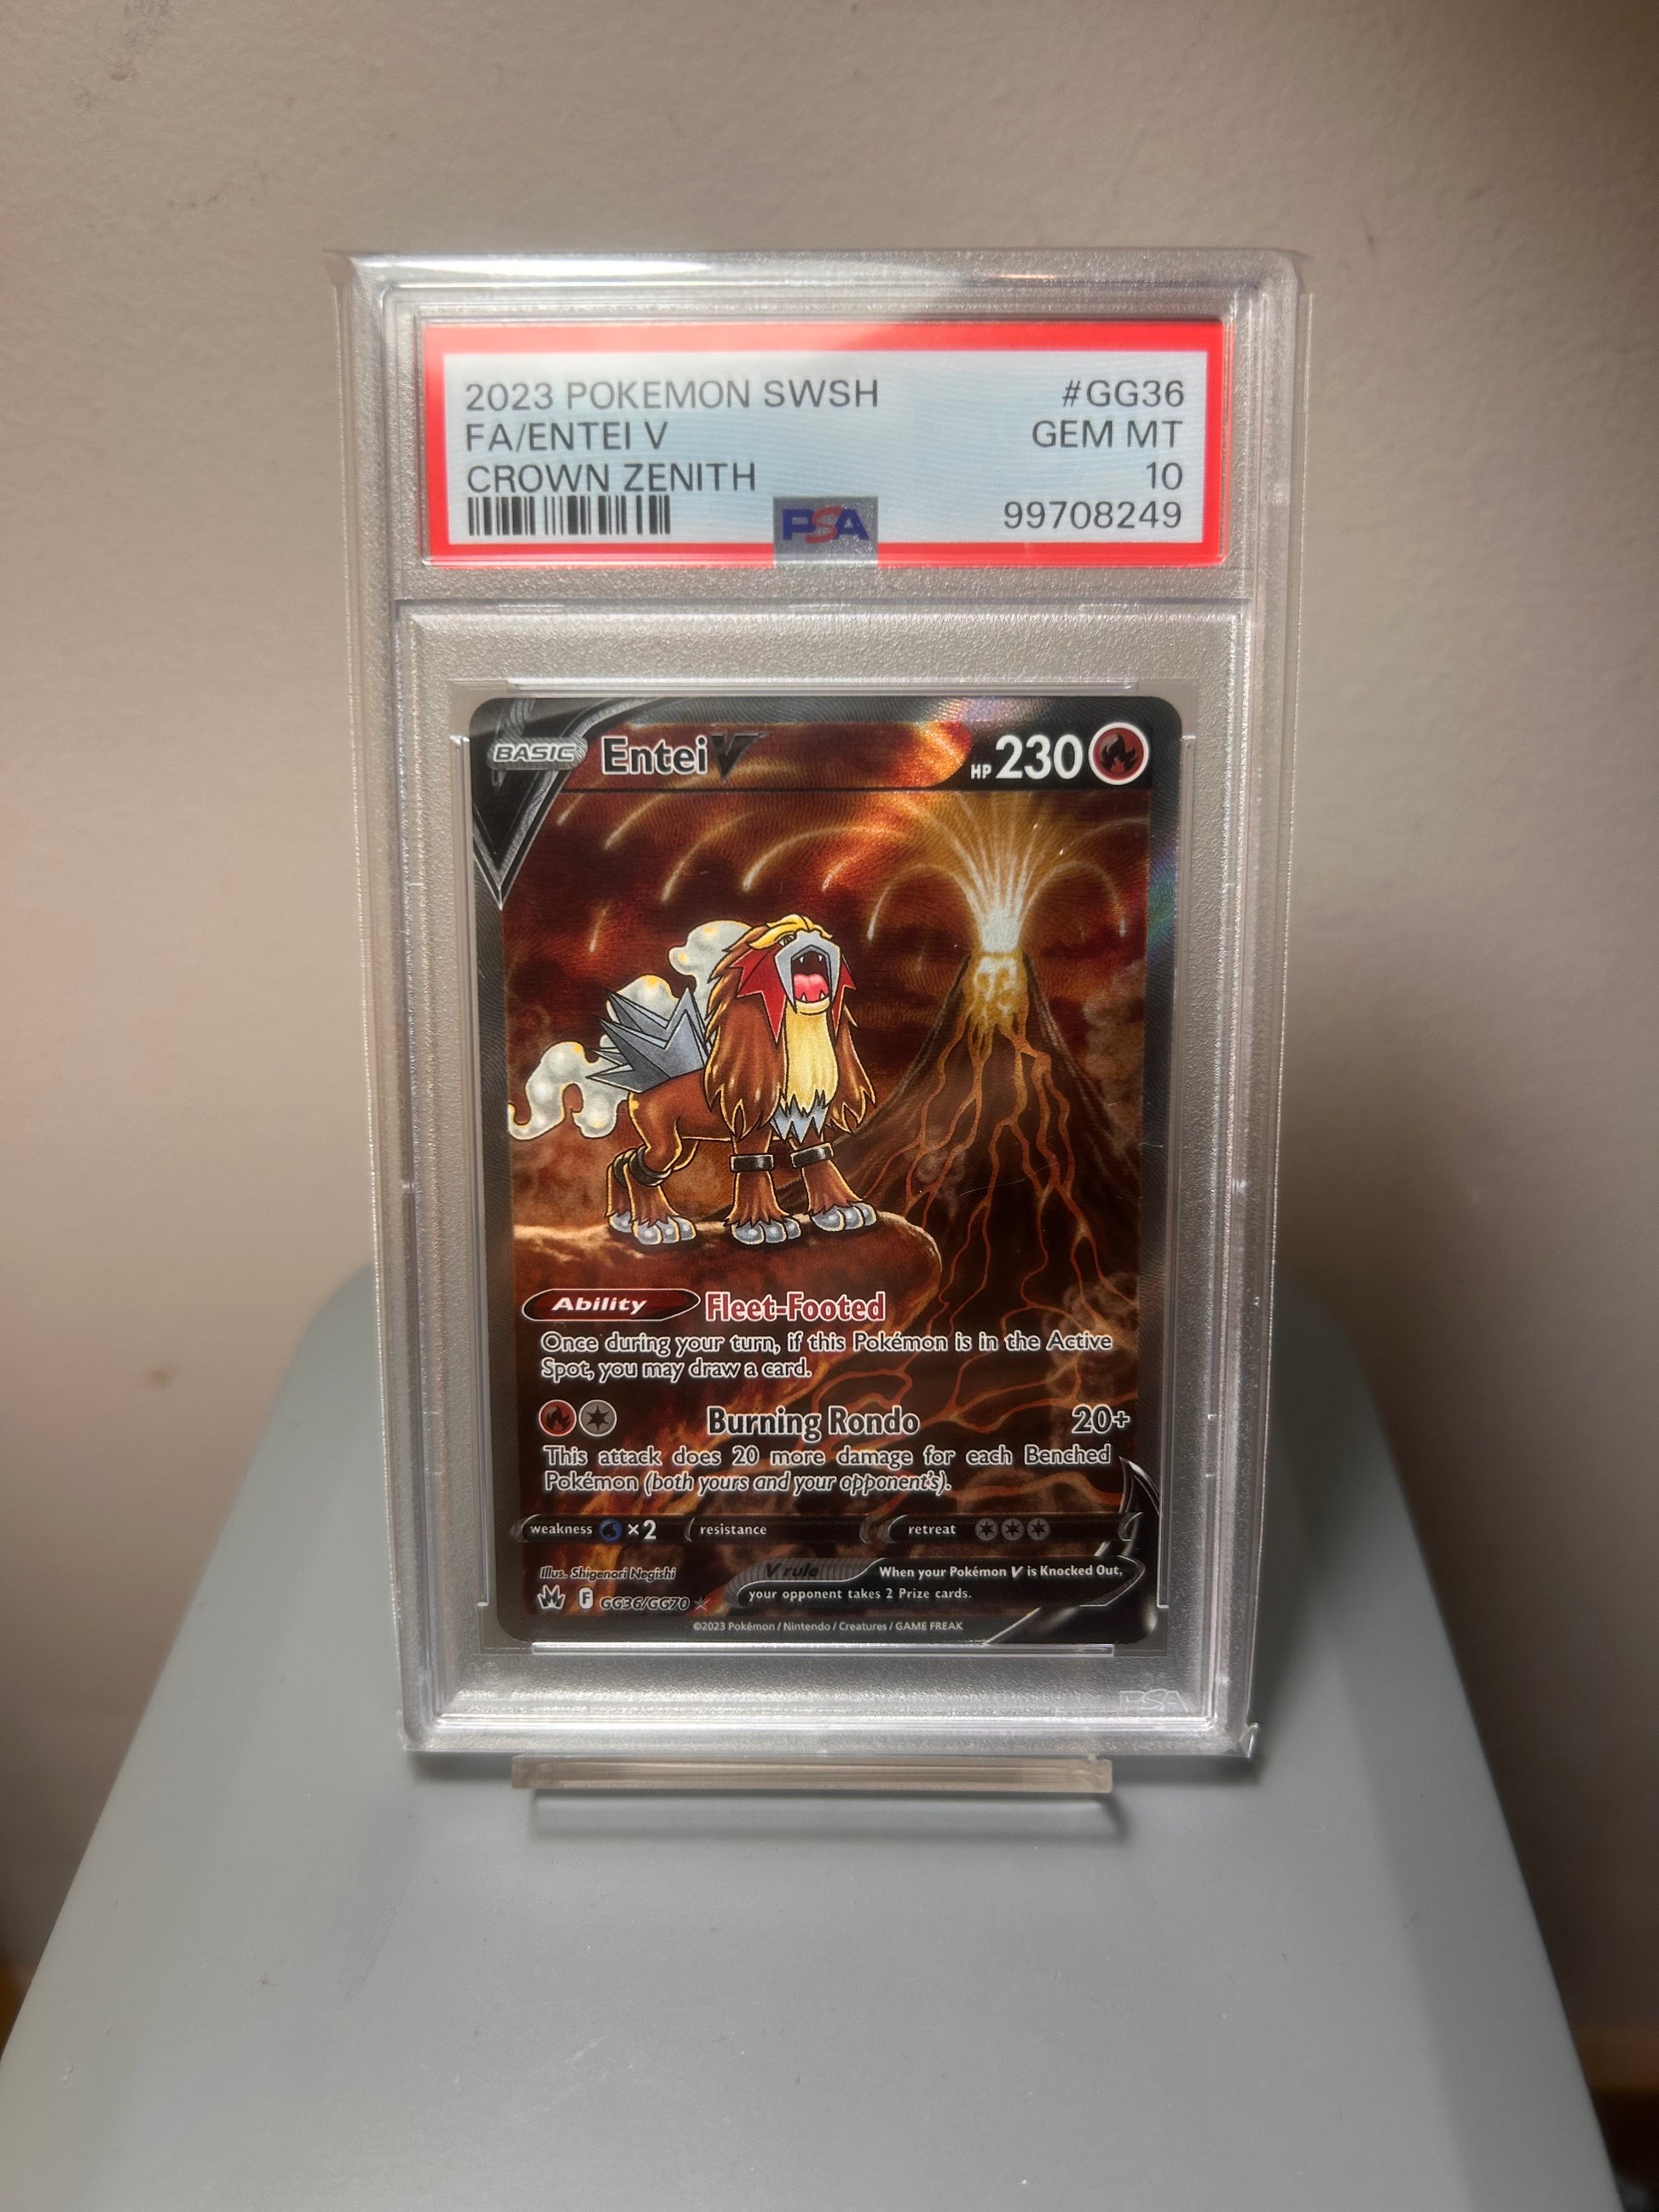 2023 POKEMON SWSH #GG36
FA/ENTEI V GEM MT
CROWN ZENITH 10
PSA 99708249
BASIC Entei V HP 230
Ability Fleet-Footed
Once during your turn, if this Pokémon is in the Active
Spot, you may draw a card.
Burning Rondo 20+
This attack does 20 more damage for each Benched
Pokémon (both yours and your opponent's).
weakness ×2 resistance retreat
Illus. Shigenori Negishi
V rule When your Pokémon V is Knocked Out,
your opponent takes 2 Prize cards.
F GG36/GG70
©2023 Pokémon / Nintendo / Creatures / GAME FREAK
PSA